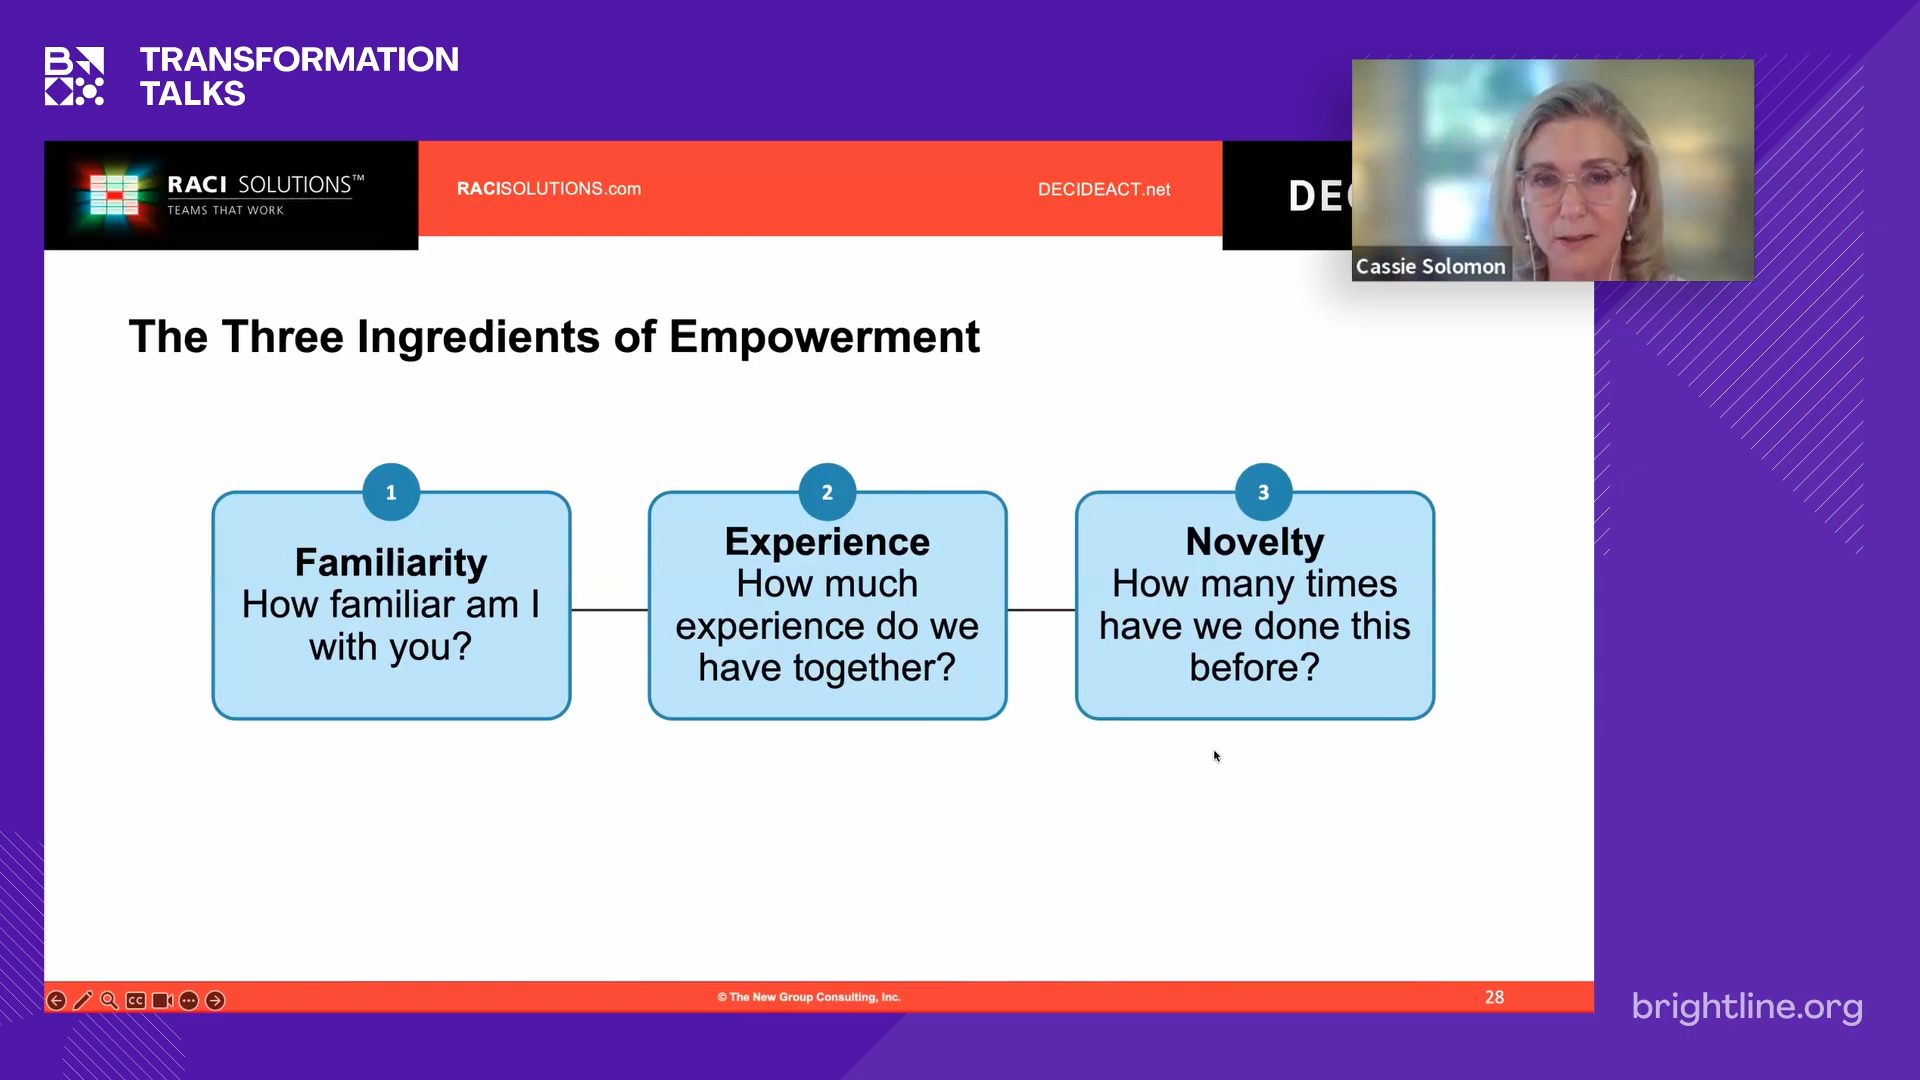 TRANSFORMATION
TALKS
RACI SOLUTIONS™
TEAMS THAT WORK
RACISOLUTIONS.com
DECIDEACT.net
Cassie Solomon
The Three Ingredients of Empowerment
1
Familiarity
How familiar am I
with you?
2
Experience
How much
experience do we
have together?
3
Novelty
How many times
have we done this
before?
CC
© The New Group Consulting, Inc.
28
brightline.org